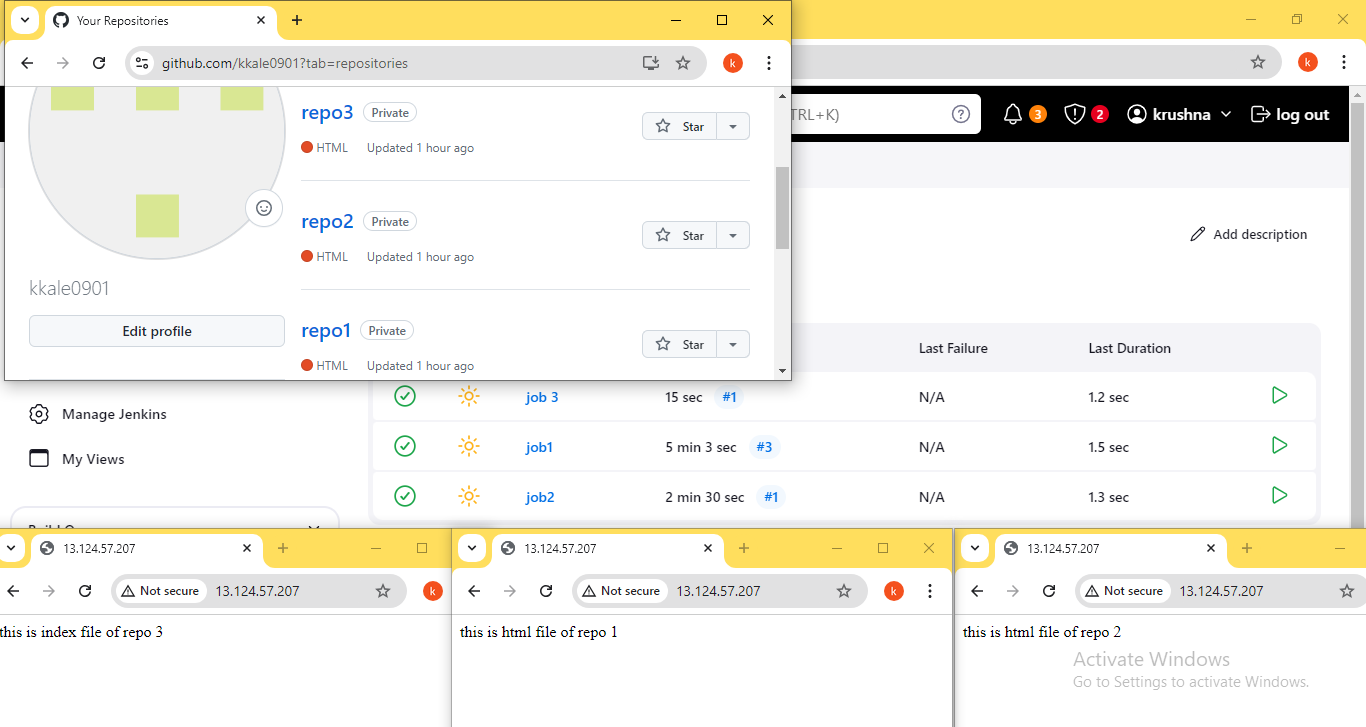 Your Repositories
github.com/kkale0901?tab=repositories
k
k
repo3 Private
Star
HTML Updated 1 hour ago
repo2 Private
Star
HTML Updated 1 hour ago
kkale0901
Edit profile
repo1 Private
Star
HTML Updated 1 hour ago
TRL+K)
3
2
krushna
log out
Add description
Last Failure Last Duration
Manage Jenkins
My Views
job 3 15 sec #1 N/A 1.2 sec
job1 5 min 3 sec #3 N/A 1.5 sec
job2 2 min 30 sec #1 N/A 1.3 sec
13.124.57.207
Not secure 13.124.57.207
k
this is index file of repo 3
13.124.57.207
Not secure 13.124.57.207
k
this is html file of repo 1
13.124.57.207
Not secure 13.124.57.207
this is html file of repo 2
Activate Windows
Go to Settings to activate Windows.